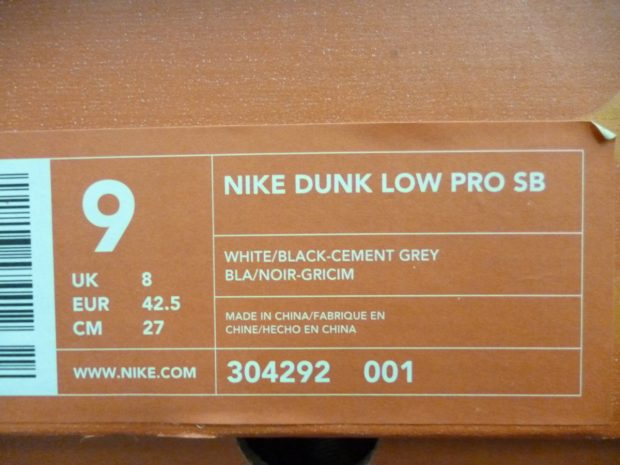 9
UK 8
EUR 42.5
CM 27
WWW.NIKE.COM
NIKE DUNK LOW PRO SB
WHITE/BLACK-CEMENT GREY
BLA/NOIR-GRICIM
MADE IN CHINA/FABRIQUE EN
CHINE/HECHO EN CHINA
304292 001